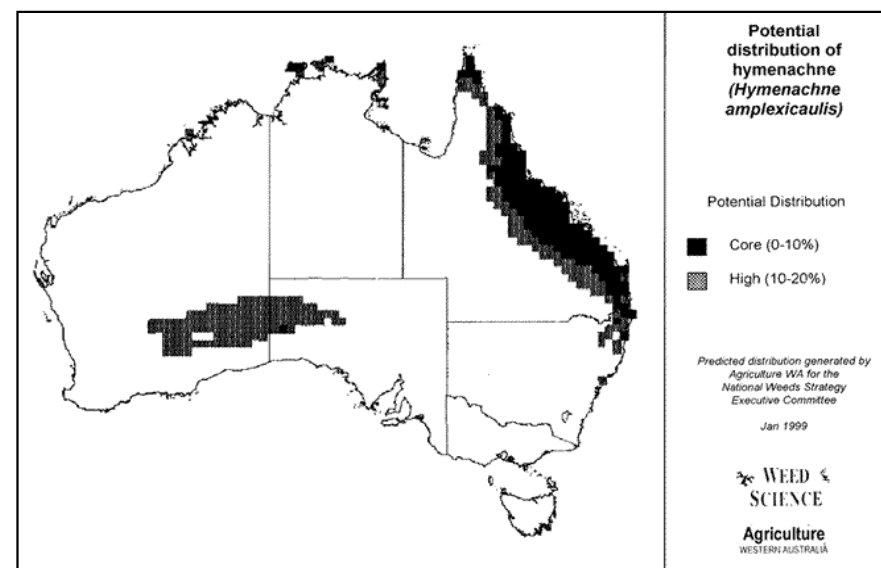 Potential
distribution of
hymenachne
(Hymenachne
amplexicaulis)
Potential Distribution
Core (0-10%)
High (10-20%)
Predicted distribution generated by
Agriculture WA for the
National Weeds Strategy
Executive Committee
Jan 1999
WEED
SCIENCE
Agriculture
WESTERN AUSTRALIA